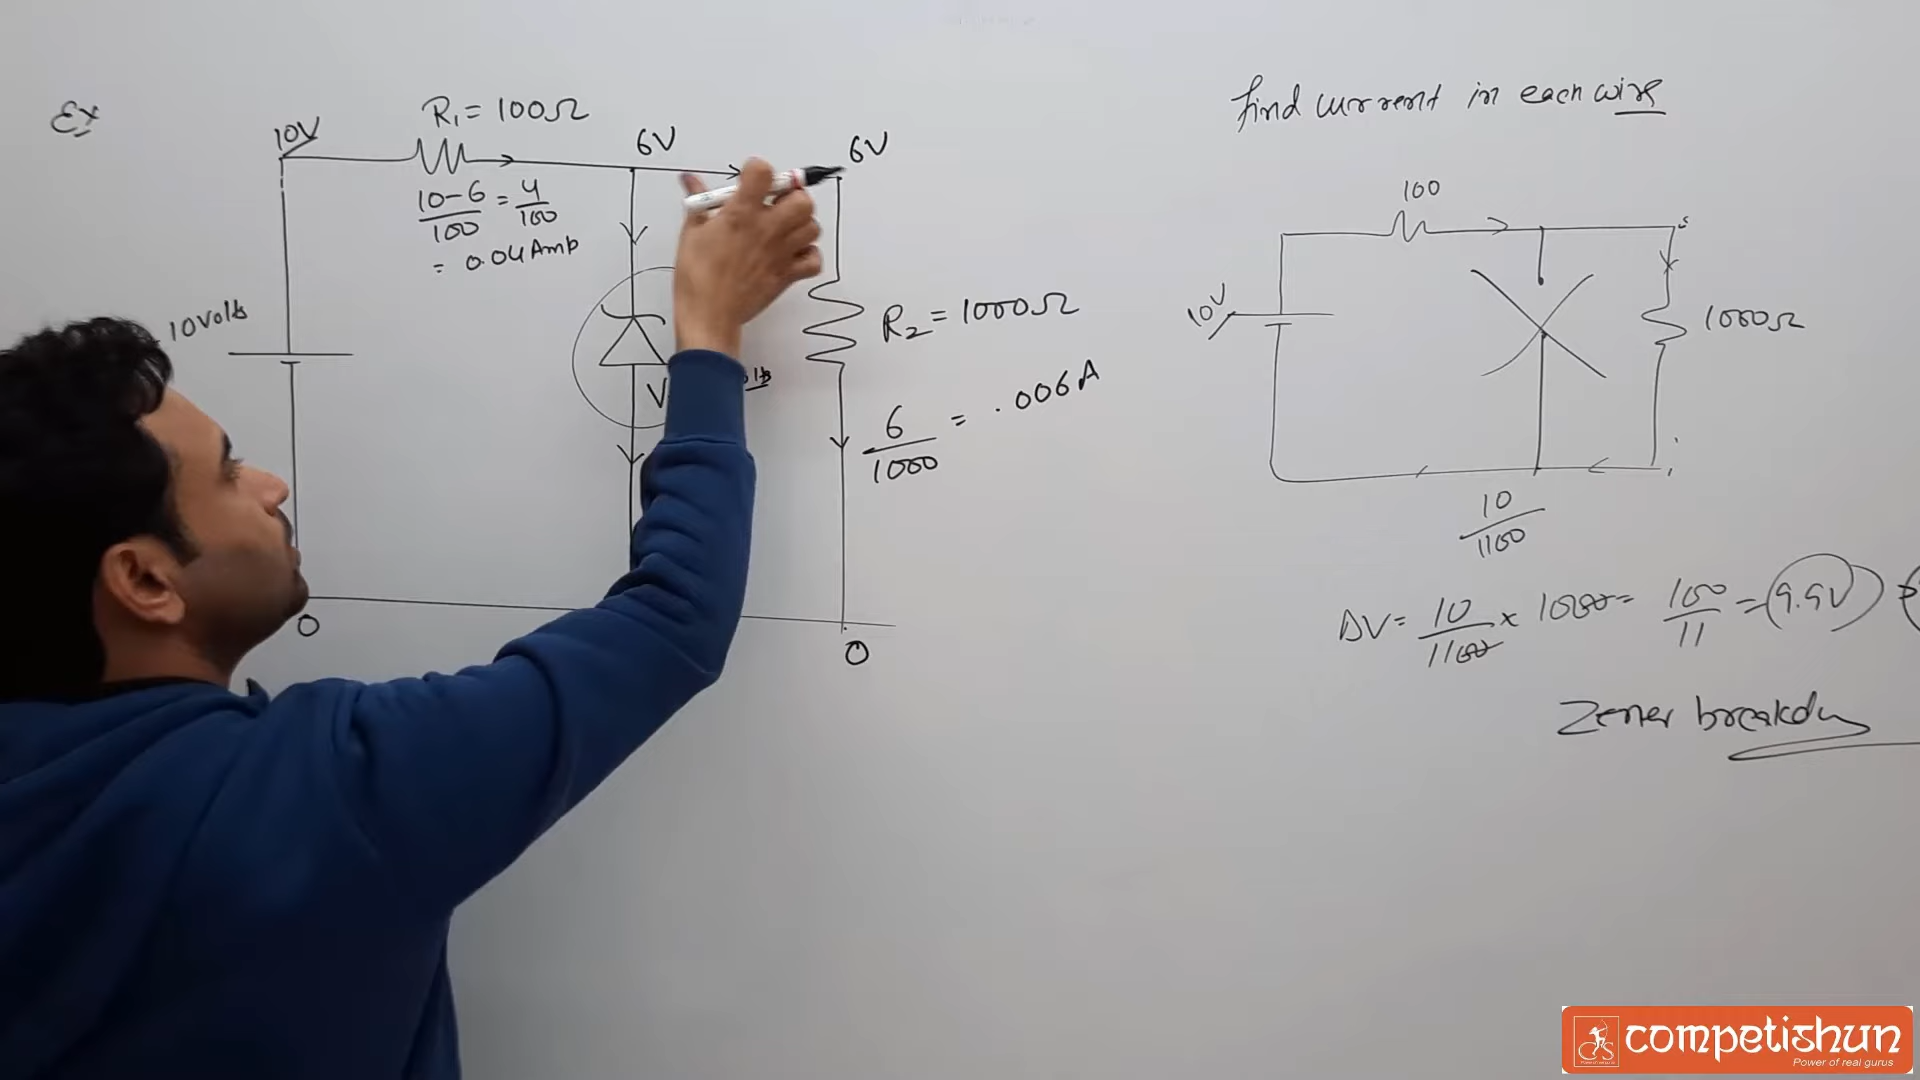 Ex
10V
R₁ = 100Ω
6V
6V
10-6/100 = 4/100
= 0.04 Amp
10 Volts
R₂ = 1000Ω
V
6/1000 = .006A
0
0
find current in each wire
100
10V
1000Ω
10/1100
ΔV = 10/1100 × 1000 = 100/11 = 9.9V
Zener breakdn
competishun
Power of real gurus